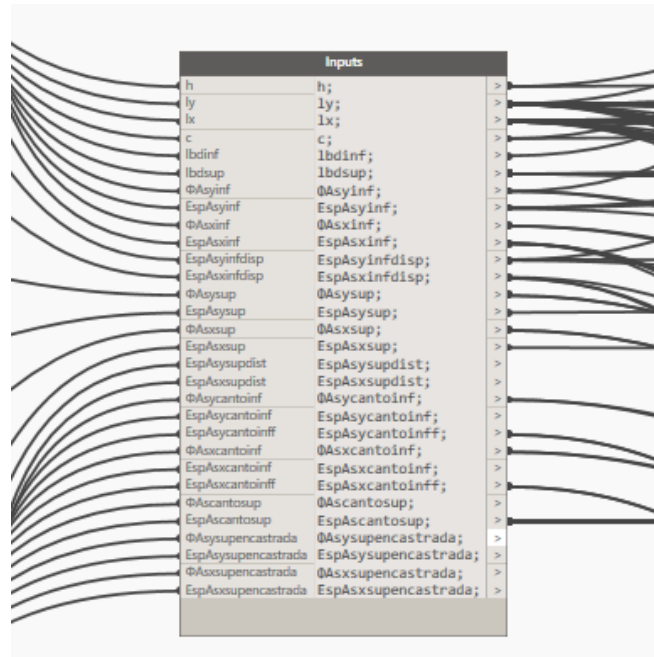 Inputs
h h; >
ly ly; >
lx lx; >
c c; >
lbdinf lbdinf; >
lbdsup lbdsup; >
ΦAsyinf ΦAsyinf; >
EspAsyinf EspAsyinf; >
ΦAsxinf ΦAsxinf; >
EspAsxinf EspAsxinf; >
EspAsyinfdisp EspAsyinfdisp; >
EspAsxinfdisp EspAsxinfdisp; >
ΦAsysup ΦAsysup; >
EspAsysup EspAsysup; >
ΦAsxsup ΦAsxsup; >
EspAsxsup EspAsxsup; >
EspAsysupdist EspAsysupdist; >
EspAsxsupdist EspAsxsupdist; >
ΦAsycantoinf ΦAsycantoinf; >
EspAsycantoinf EspAsycantoinf; >
EspAsycantoinff EspAsycantoinff; >
ΦAsxcantoinf ΦAsxcantoinf; >
EspAsxcantoinf EspAsxcantoinf; >
EspAsxcantoinff EspAsxcantoinff; >
ΦAscantosup ΦAscantosup; >
EspAscantosup EspAscantosup; >
ΦAsysupencastrada ΦAsysupencastrada; >
EspAsysupencastrada EspAsysupencastrada; >
ΦAsxsupencastrada ΦAsxsupencastrada; >
EspAsxsupencastrada EspAsxsupencastrada; >